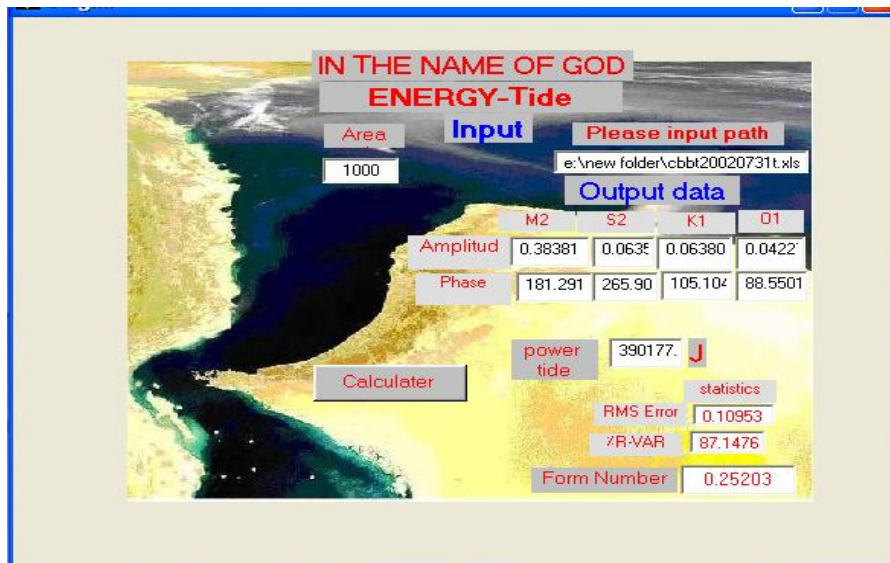 IN THE NAME OF GOD
ENERGY-Tide
Input
Area
1000
Please input path
e:\new folder\cbbt20020731t.xls
Output data
M2 S2 K1 O1
Amplitud 0.38381 0.0635 0.06380 0.0422
Phase 181.291 265.90 105.104 88.5501
power tide 390177. J
Calculater
statistics
RMS Error 0.10953
%R-VAR 87.1476
Form Number 0.25203